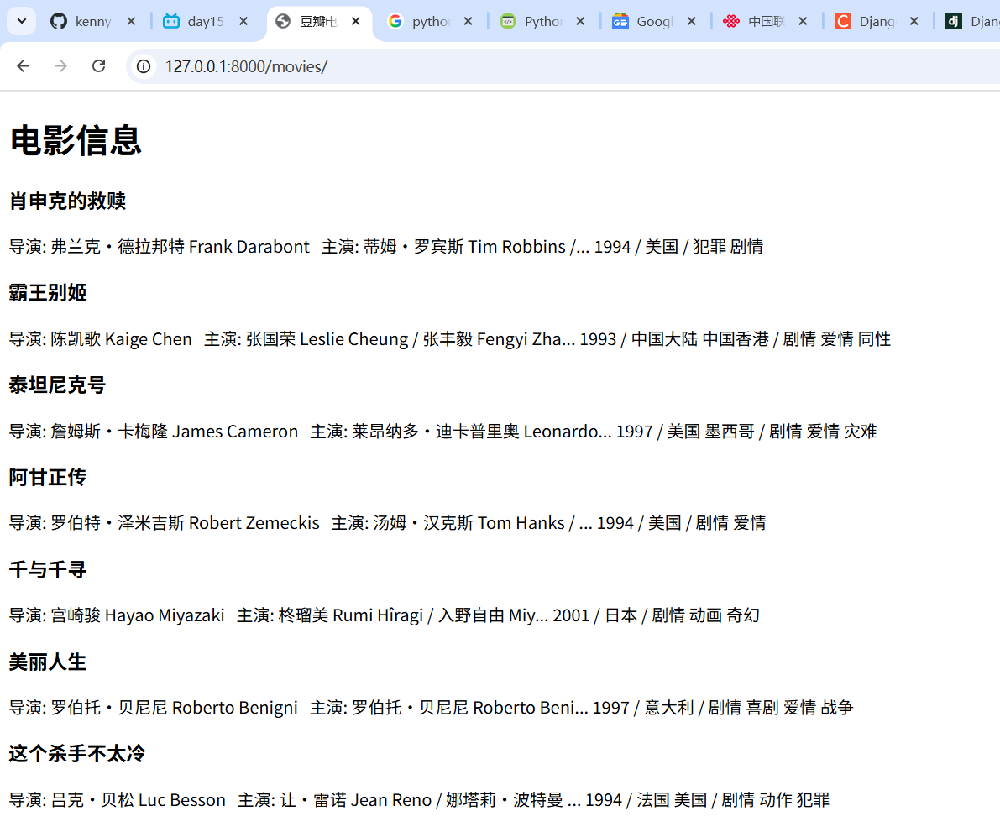 kenny
day15
豆瓣电
python
Python
Googl
中国联
Djang
Djan
127.0.0.1:8000/movies/
电影信息
肖申克的救赎
导演: 弗兰克·德拉邦特 Frank Darabont   主演: 蒂姆·罗宾斯 Tim Robbins /... 1994 / 美国 / 犯罪 剧情
霸王别姬
导演: 陈凯歌 Kaige Chen   主演: 张国荣 Leslie Cheung / 张丰毅 Fengyi Zha... 1993 / 中国大陆 中国香港 / 剧情 爱情 同性
泰坦尼克号
导演: 詹姆斯·卡梅隆 James Cameron   主演: 莱昂纳多·迪卡普里奥 Leonardo... 1997 / 美国 墨西哥 / 剧情 爱情 灾难
阿甘正传
导演: 罗伯特·泽米吉斯 Robert Zemeckis   主演: 汤姆·汉克斯 Tom Hanks / ... 1994 / 美国 / 剧情 爱情
千与千寻
导演: 宫崎骏 Hayao Miyazaki   主演: 柊瑠美 Rumi Hîragi / 入野自由 Miy... 2001 / 日本 / 剧情 动画 奇幻
美丽人生
导演: 罗伯托·贝尼尼 Roberto Benigni   主演: 罗伯托·贝尼尼 Roberto Beni... 1997 / 意大利 / 剧情 喜剧 爱情 战争
这个杀手不太冷
导演: 吕克·贝松 Luc Besson   主演: 让·雷诺 Jean Reno / 娜塔莉·波特曼 ... 1994 / 法国 美国 / 剧情 动作 犯罪